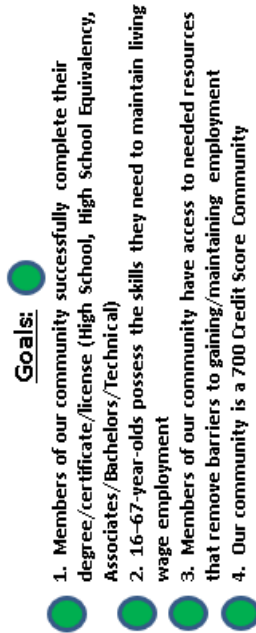 Goals:
1. Members of our community successfully complete their
degree/certificate/license (High School, High School Equivalency,
Associates/Bachelors/Technical)
2. 16–67-year-olds possess the skills they need to maintain living
wage employment
3. Members of our community have access to needed resources
that remove barriers to gaining/maintaining employment
4. Our community is a 700 Credit Score Community